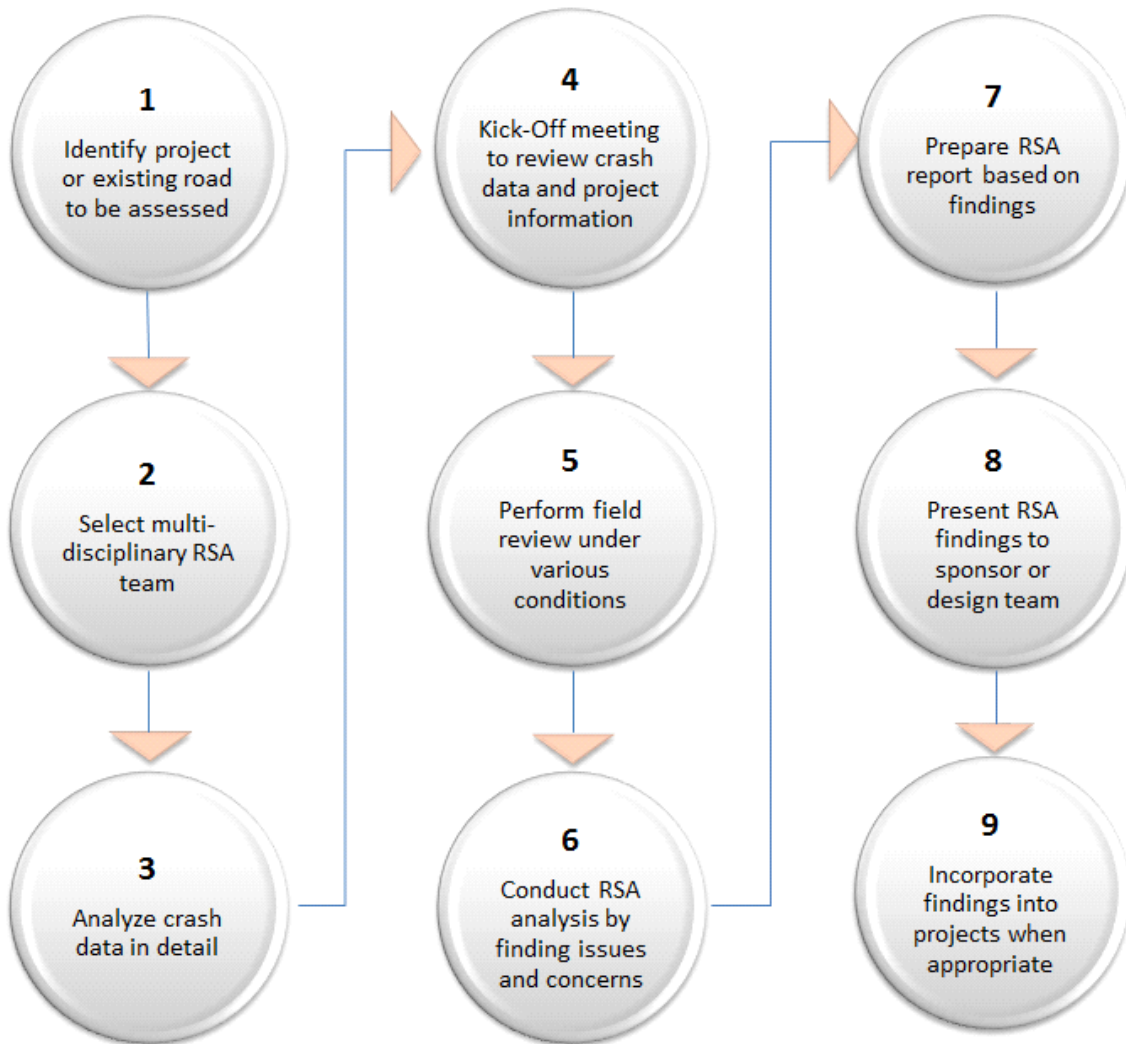 1
Identify project
or existing road
to be assessed
2
Select multi-
disciplinary RSA
team
3
Analyze crash
data in detail
4
Kick-Off meeting
to review crash
data and project
information
5
Perform field
review under
various
conditions
6
Conduct RSA
analysis by
finding issues
and concerns
7
Prepare RSA
report based on
findings
8
Present RSA
findings to
sponsor or
design team
9
Incorporate
findings into
projects when
appropriate